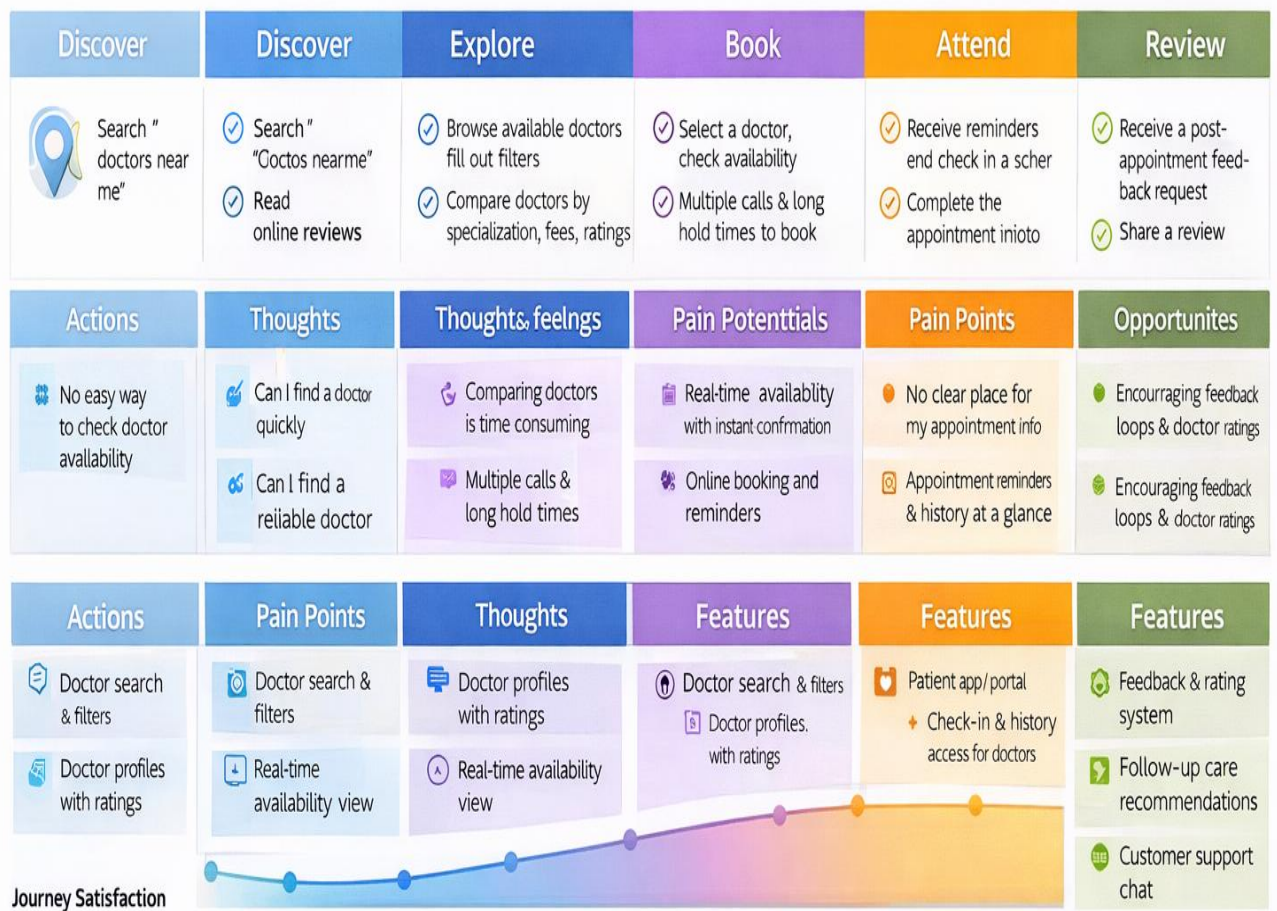 Discover
Discover
Explore
Book
Attend
Review
Search "
doctors near
me"
Search "
"Goctos nearme"
Read
online reviews
Browse available doctors
fill out filters
Compare doctors by
specialization, fees, ratings
Select a doctor,
check availability
Multiple calls & long
hold times to book
Receive reminders
end check in a scher
Complete the
appointment inioto
Receive a post-
appointment feed-
back request
Share a review
Actions
Thoughts
Thought& feelngs
Pain Potenttials
Pain Points
Opportunites
No easy way
to check doctor
avallability
Can I find a doctor
quickly
Can I find a
reliable doctor
Comparing doctors
is time consuming
Multiple calls &
long hold times
Real-time availability
with instant confrmation
Online booking and
reminders
No clear place for
my appointment info
Appointment reminders
& history at a glance
Encourraging feedback
loops & doctor ratings
Encouraging feedback
loops & doctor ratings
Actions
Pain Points
Thoughts
Features
Features
Features
Doctor search
& filters
Doctor profiles
with ratings
Doctor search &
filters
Real-time
availability view
Doctor profiles
with ratings
Real-time availability
view
Doctor search & filters
Doctor profiles.
with ratings
Patient app/portal
Check-in & history
access for doctors
Feedback & rating
system
Follow-up care
recommendations
Customer support
chat
Journey Satisfaction